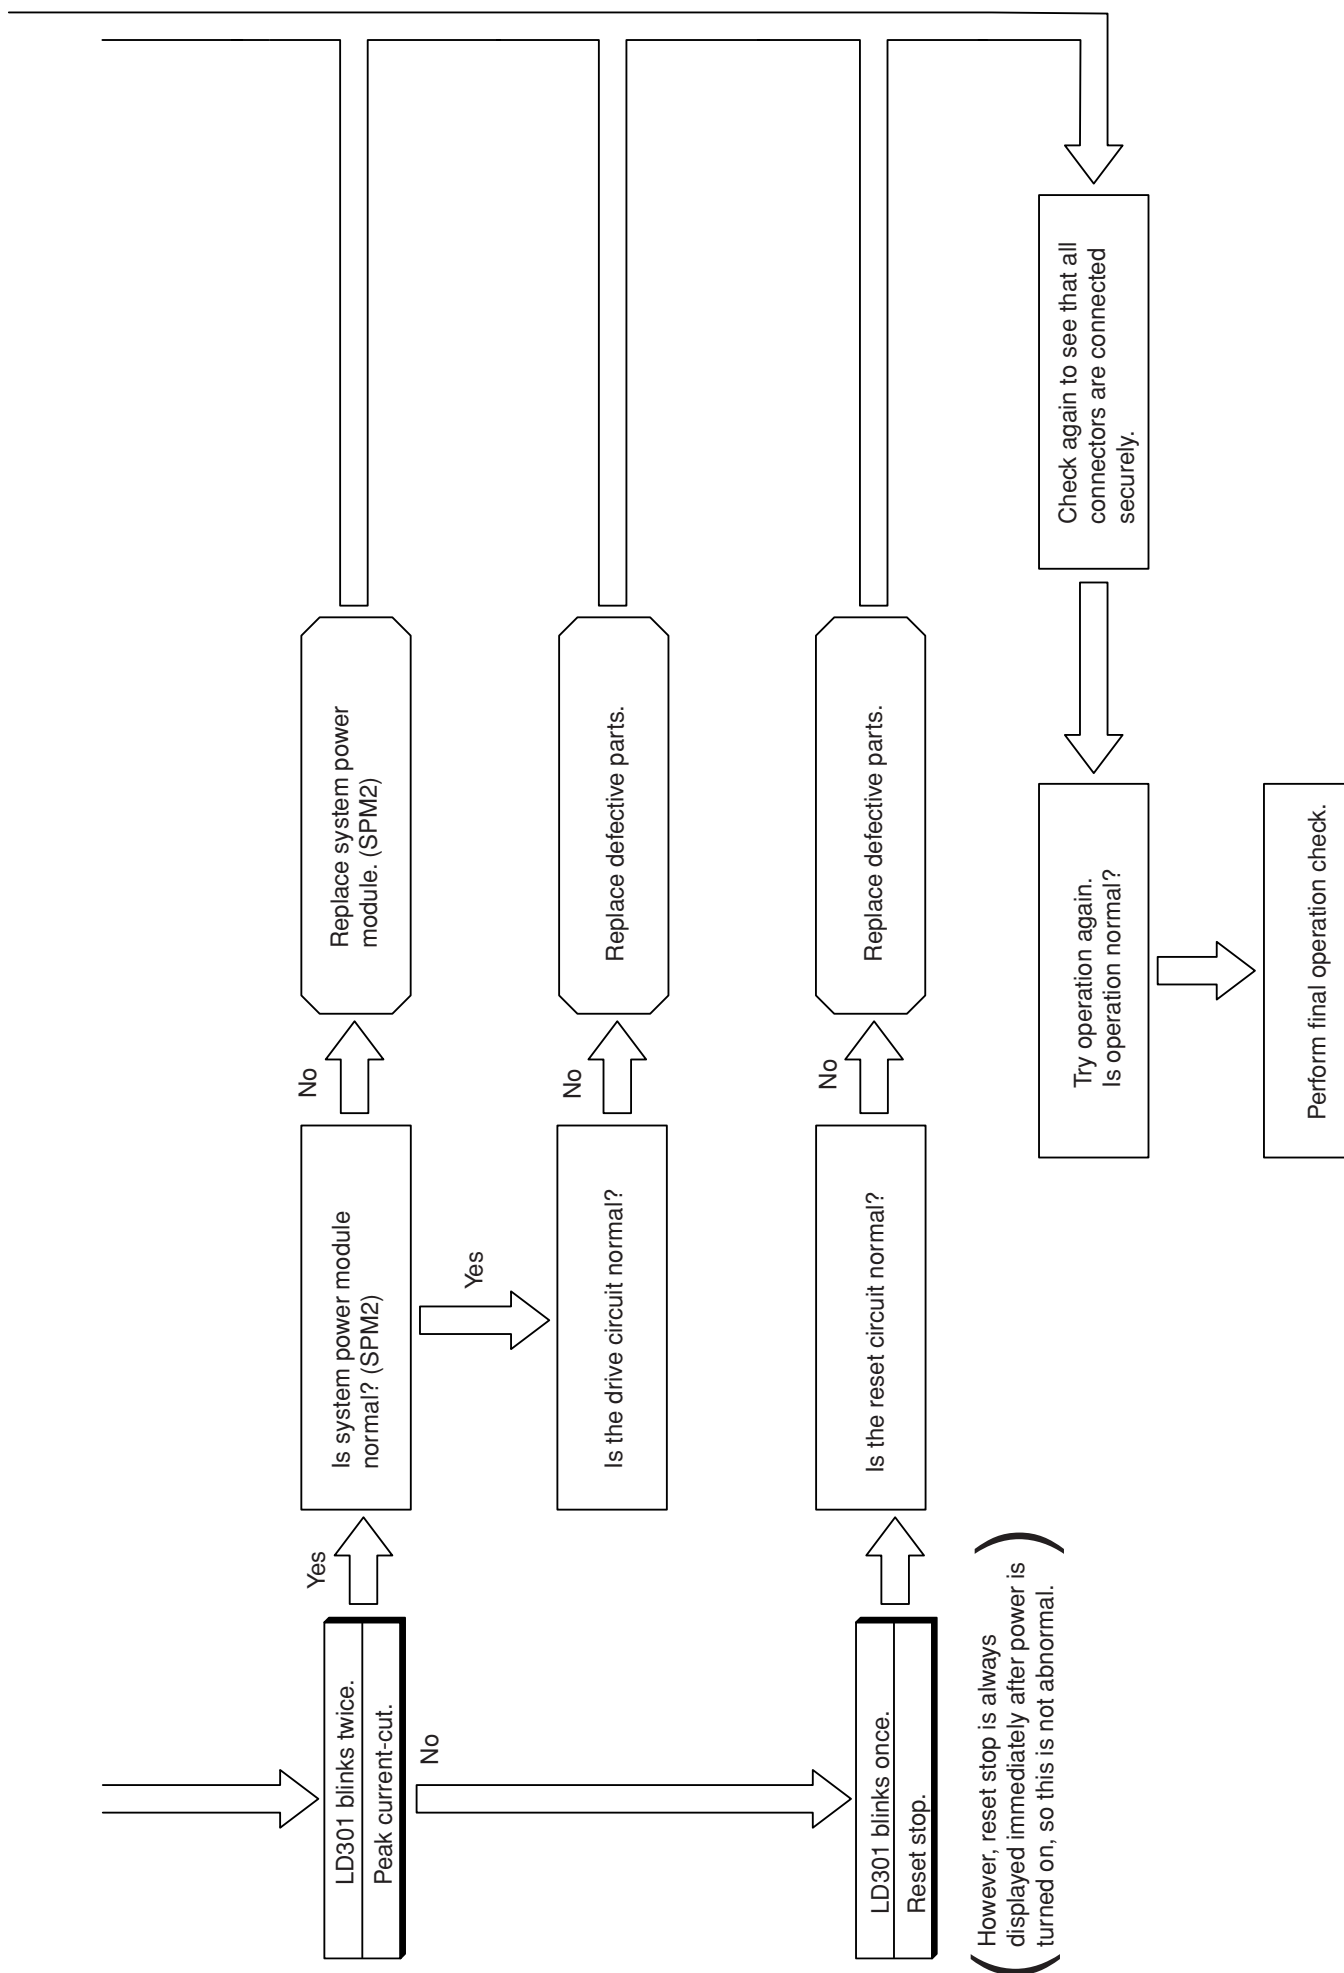 LD301 blinks twice.
Peak current-cut.
Yes
No
Is system power module
normal? (SPM2)
No
Replace system power
module. (SPM2)
Yes
Is the drive circuit normal?
No
Replace defective parts.
LD301 blinks once.
Reset stop.
However, reset stop is always
displayed immediately after power is
turned on, so this is not abnormal.
Is the reset circuit normal?
No
Replace defective parts.
Check again to see that all
connectors are connected
securely.
Try operation again.
Is operation normal?
Perform final operation check.